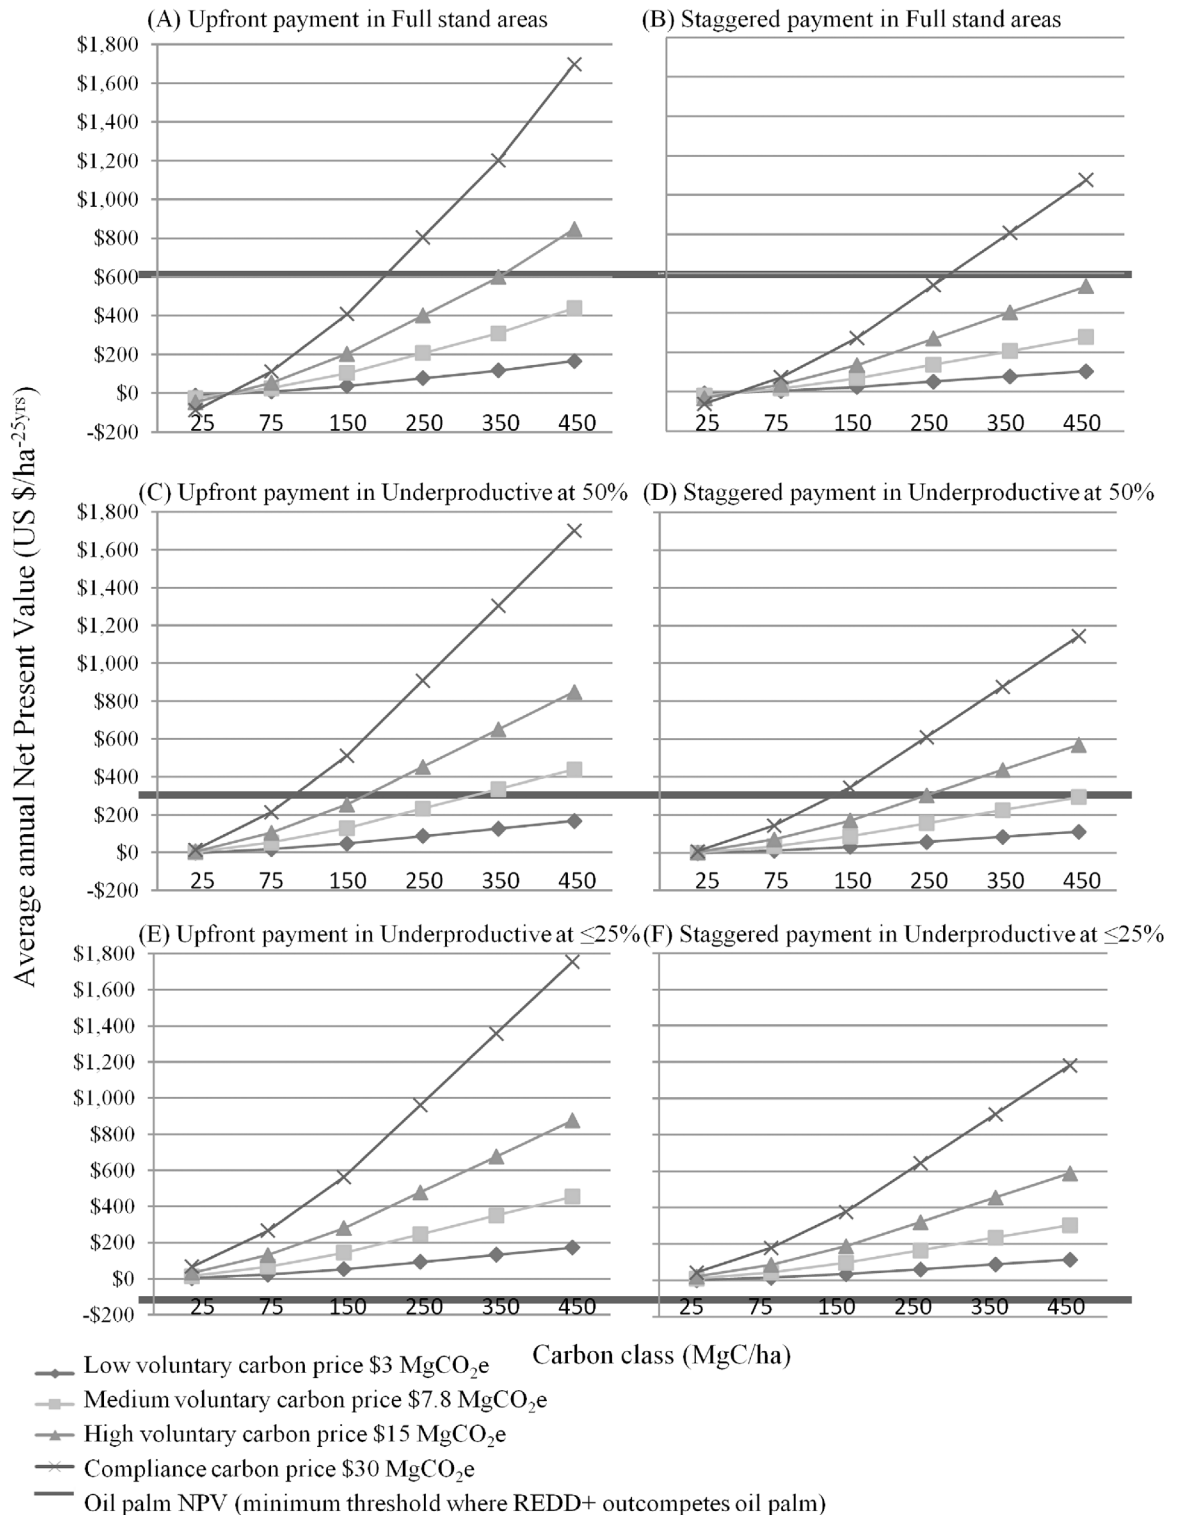 (A) Upfront payment in Full stand areas
(B) Staggered payment in Full stand areas
$1,800
$1,600
$1,400
$1,200
$1,000
$800
$600
$400
$200
$0
-$200
25 75 150 250 350 450
25 75 150 250 350 450
(C) Upfront payment in Underproductive at 50%
(D) Staggered payment in Underproductive at 50%
$1,800
$1,600
$1,400
$1,200
$1,000
$800
$600
$400
$200
$0
-$200
25 75 150 250 350 450
25 75 150 250 350 450
(E) Upfront payment in Underproductive at ≤25%
(F) Staggered payment in Underproductive at ≤25%
$1,800
$1,600
$1,400
$1,200
$1,000
$800
$600
$400
$200
$0
-$200
25 75 150 250 350 450
25 75 150 250 350 450
Average annual Net Present Value (US $/ha⁻²⁵ʸʳˢ)
Carbon class (MgC/ha)
Low voluntary carbon price $3 MgCO₂e
Medium voluntary carbon price $7.8 MgCO₂e
High voluntary carbon price $15 MgCO₂e
Compliance carbon price $30 MgCO₂e
Oil palm NPV (minimum threshold where REDD+ outcompetes oil palm)